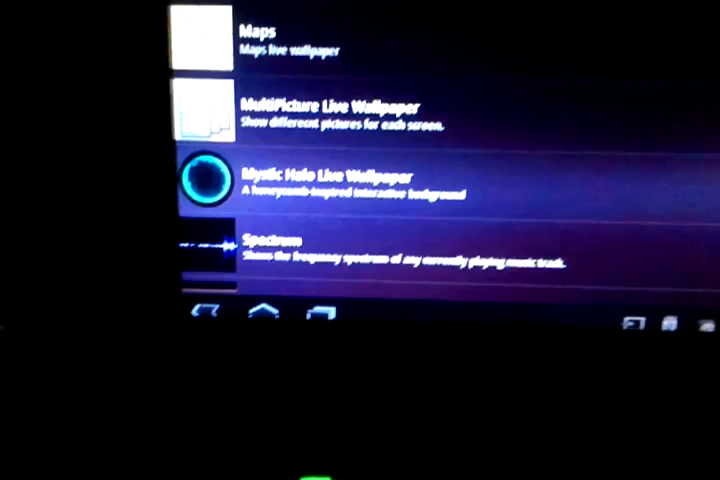 Maps
Maps live wallpaper
MultiPicture Live Wallpaper
Show different pictures for each screen.
Mystic Halo Live Wallpaper
A honeycomb-inspired interactive background
Spectrum
Shows the frequency spectrum of any currently playing music track.